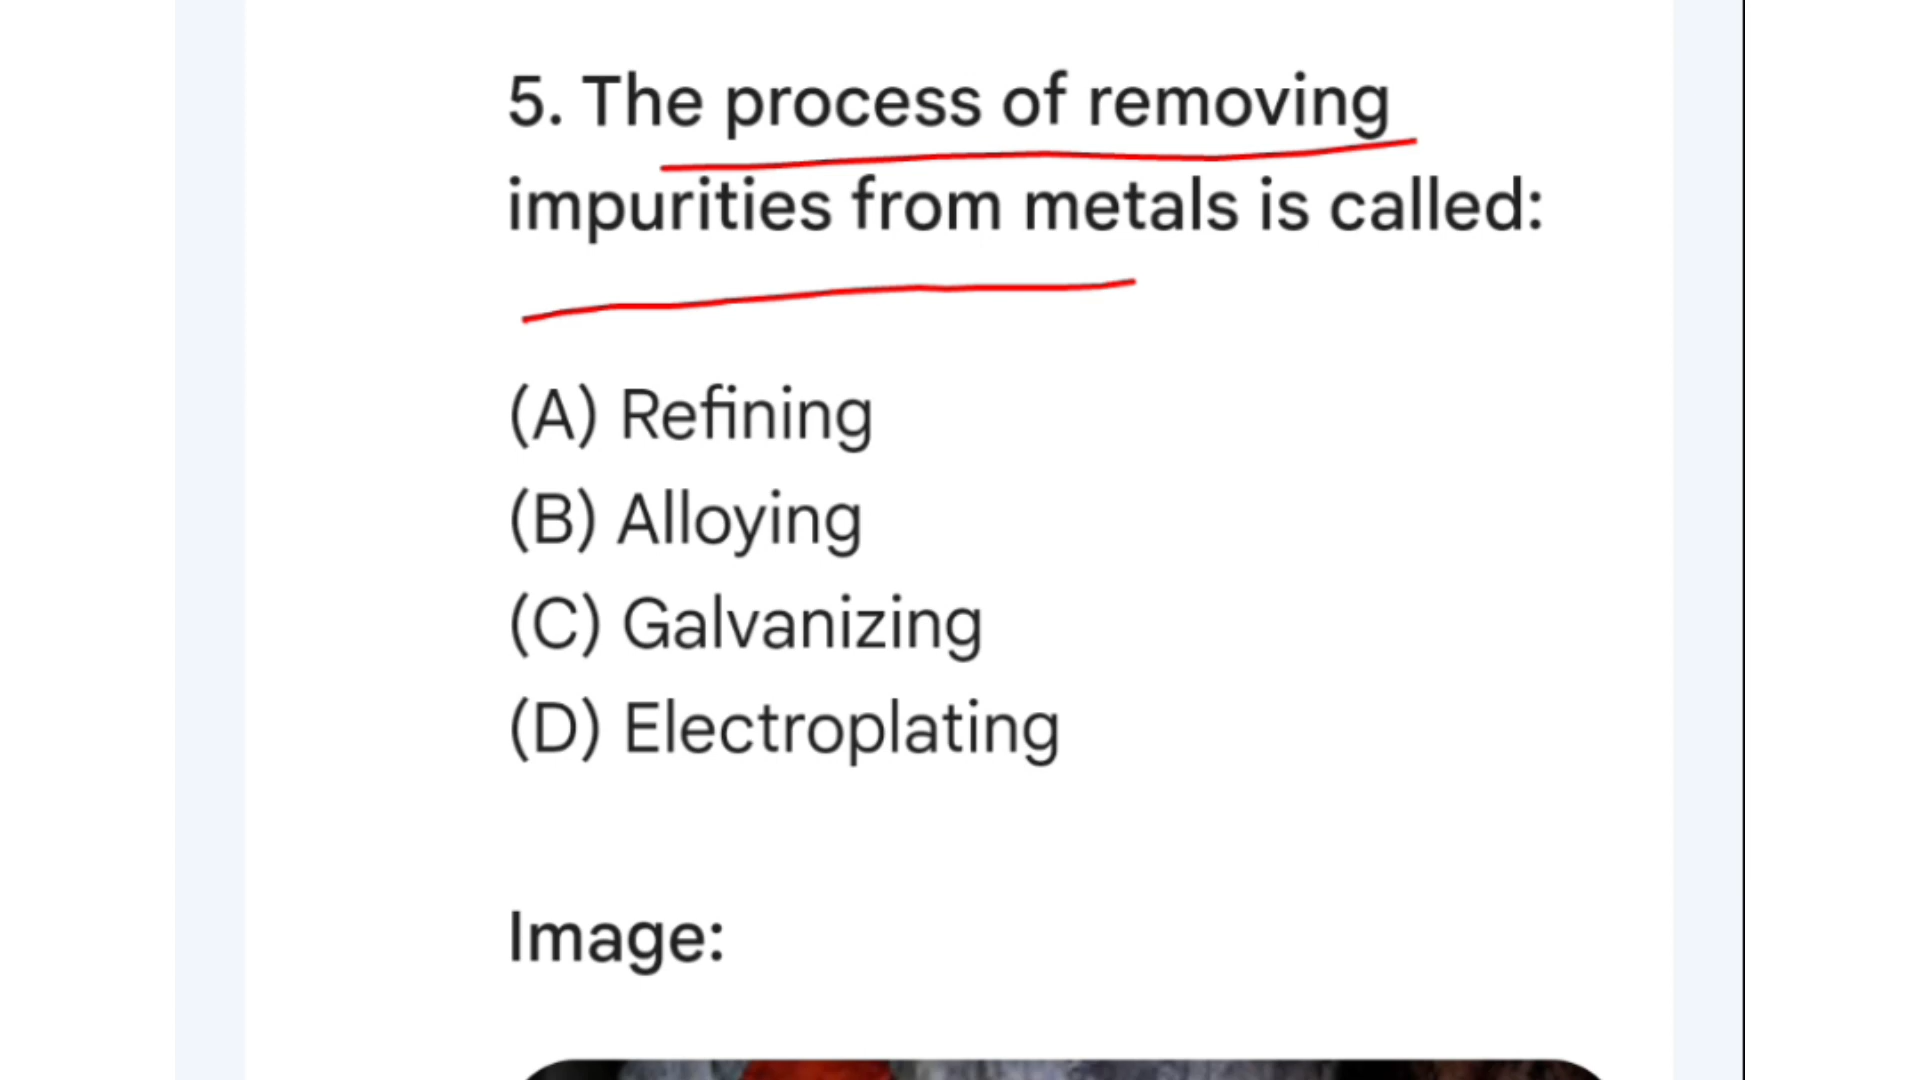 5. The process of removing
impurities from metals is called:
(A) Refining
(B) Alloying
(C) Galvanizing
(D) Electroplating
Image: